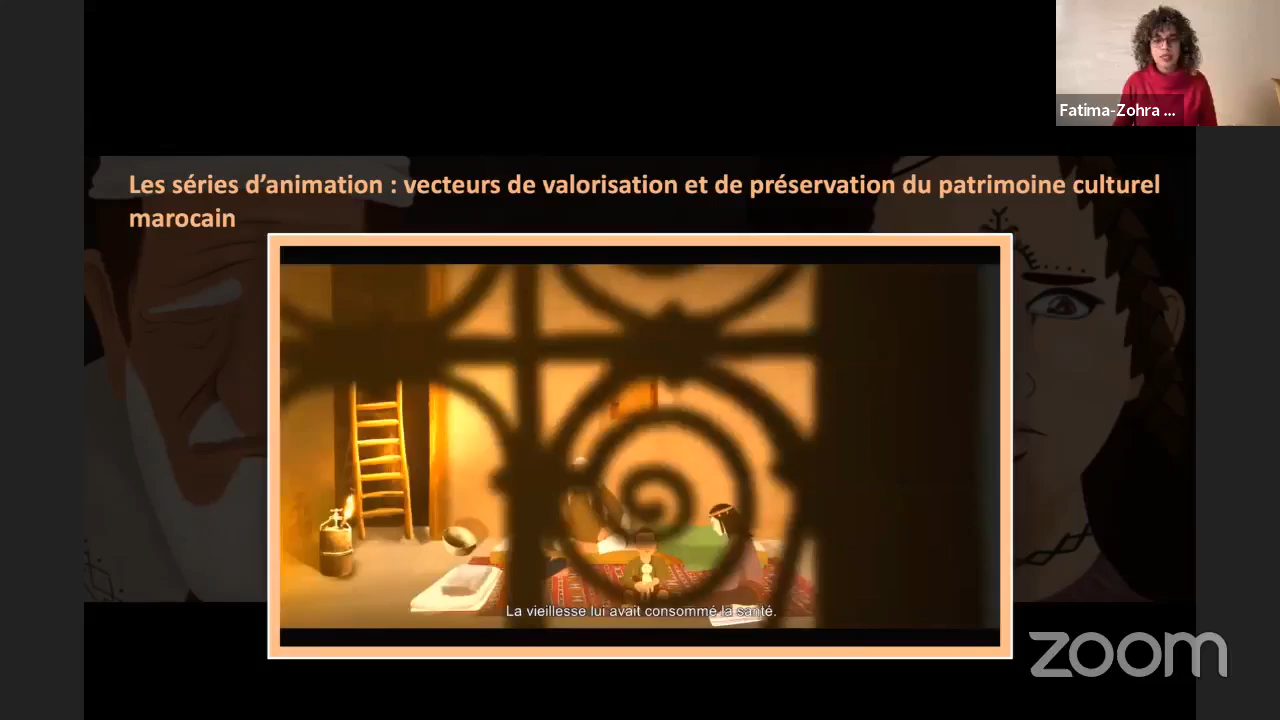 Fatima-Zohra ...
Les séries d’animation : vecteurs de valorisation et de préservation du patrimoine culturel
marocain
La vieillesse lui avait consommé la santé.
zoom